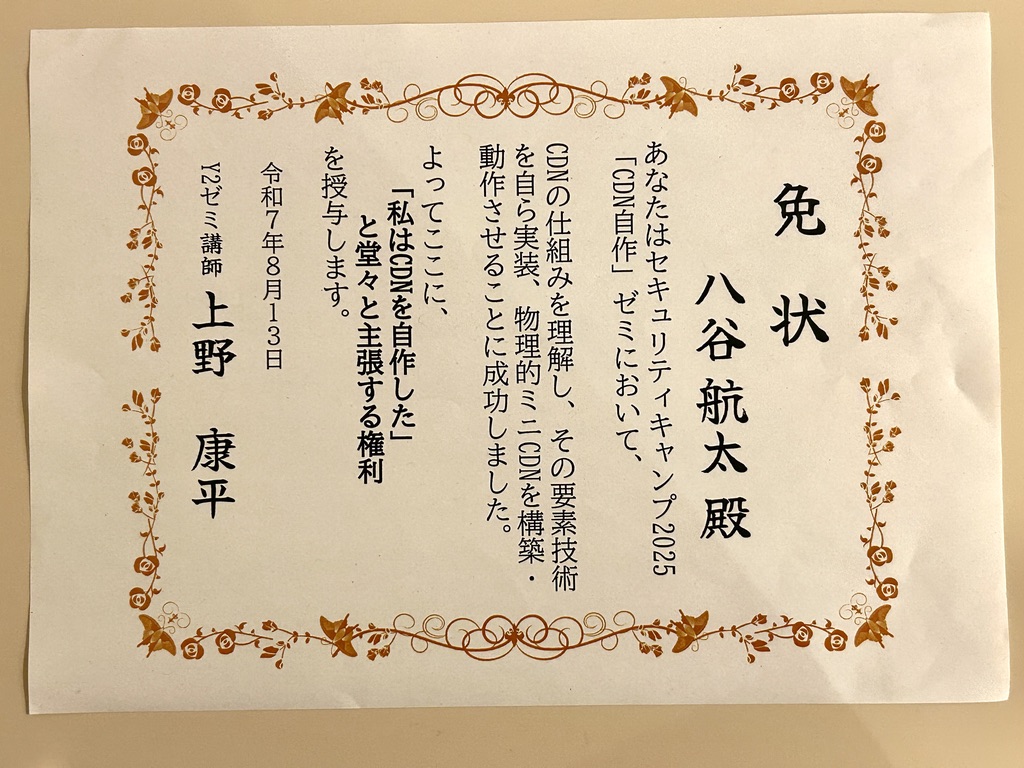 免状
八谷航太 殿
あなたはセキュリティキャンプ2025
「CDN自作」ゼミにおいて、
CDNの仕組みを理解し、その要素技術
を自ら実装、物理的ミニCDNを構築・
動作させることに成功しました。
よってここに、
「私はCDNを自作した」
と堂々と主張する権利
を授与します。
令和7年8月13日
Y2ゼミ講師 上野 康平